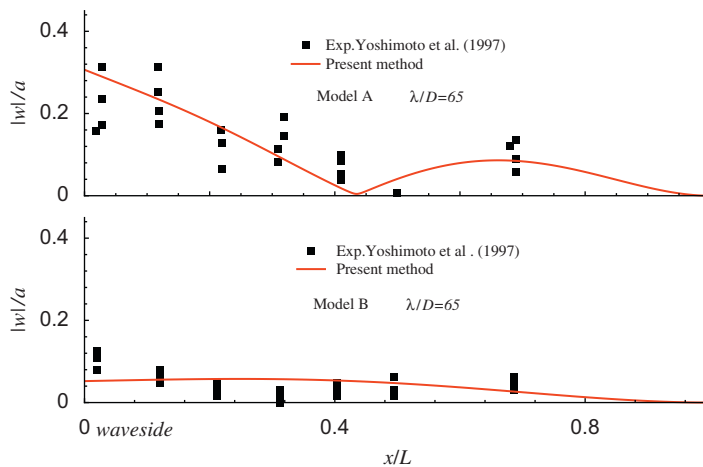 0.4
Exp.Yoshimoto et al. (1997)
Present method
|w|/a
0.2
Model A λ/D=65
0
0.4
Exp.Yoshimoto et al . (1997)
Present method
|w|/a
0.2
Model B λ/D=65
0
0 waveside 0.4 0.8
x/L